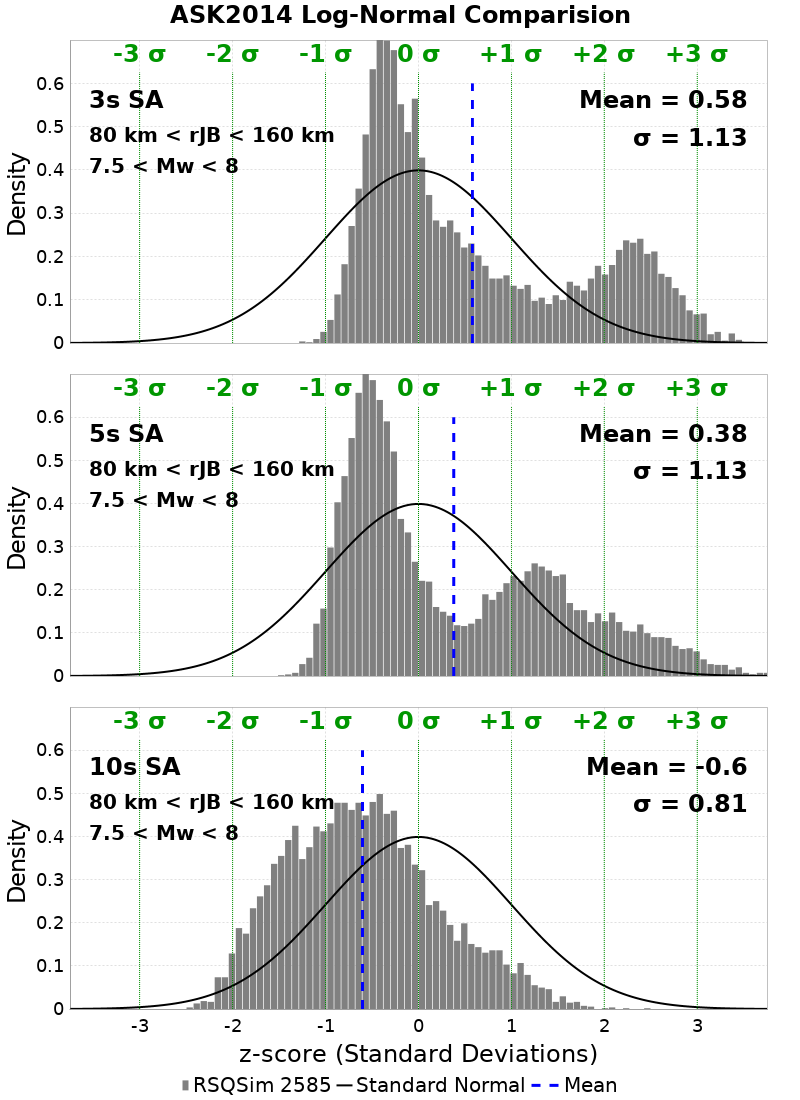 ASK2014 Log-Normal Comparision
-3 σ -2 σ -1 σ 0 σ +1 σ +2 σ +3 σ
3s SA
80 km < rJB < 160 km
7.5 < Mw < 8
Mean = 0.58
σ = 1.13
Density
0.6
0.5
0.4
0.3
0.2
0.1
0
-3 σ -2 σ -1 σ 0 σ +1 σ +2 σ +3 σ
5s SA
80 km < rJB < 160 km
7.5 < Mw < 8
Mean = 0.38
σ = 1.13
Density
0.6
0.5
0.4
0.3
0.2
0.1
0
-3 σ -2 σ -1 σ 0 σ +1 σ +2 σ +3 σ
10s SA
80 km < rJB < 160 km
7.5 < Mw < 8
Mean = -0.6
σ = 0.81
Density
0.6
0.5
0.4
0.3
0.2
0.1
0
-3 -2 -1 0 1 2 3
z-score (Standard Deviations)
RSQSim 2585 Standard Normal Mean